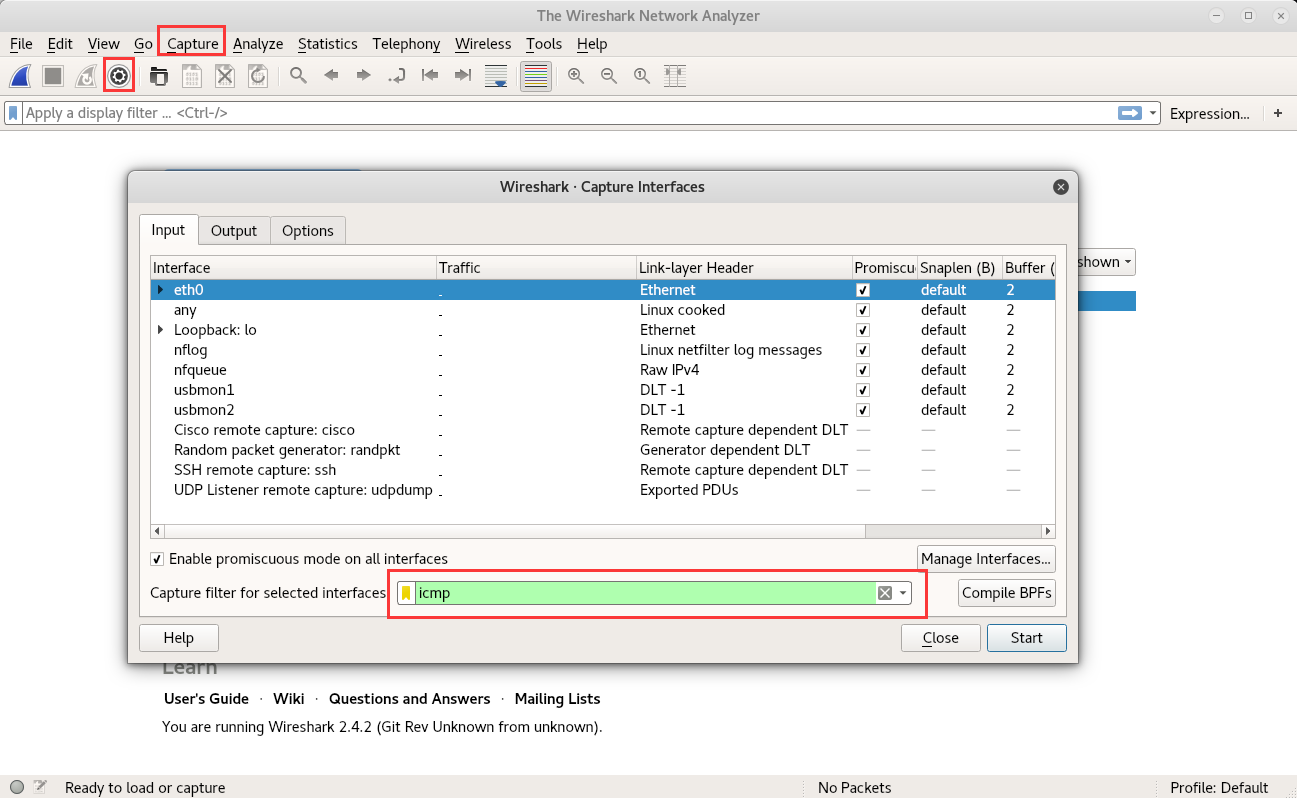 The Wireshark Network Analyzer
File Edit View Go Capture Analyze Statistics Telephony Wireless Tools Help
Apply a display filter ... <Ctrl-/> Expression... +
Wireshark · Capture Interfaces
Input Output Options
shown
Interface Traffic Link-layer Header Promiscu Snaplen (B) Buffer (
eth0 Ethernet default 2
any Linux cooked default 2
Loopback: lo Ethernet default 2
nflog Linux netfilter log messages default 2
nfqueue Raw IPv4 default 2
usbmon1 DLT -1 default 2
usbmon2 DLT -1 default 2
Cisco remote capture: cisco Remote capture dependent DLT — — —
Random packet generator: randpkt Generator dependent DLT — — —
SSH remote capture: ssh Remote capture dependent DLT — — —
UDP Listener remote capture: udpdump Exported PDUs — — —
Enable promiscuous mode on all interfaces Manage Interfaces...
Capture filter for selected interfaces: icmp Compile BPFs
Help Close Start
Learn
User's Guide · Wiki · Questions and Answers · Mailing Lists
You are running Wireshark 2.4.2 (Git Rev Unknown from unknown).
Ready to load or capture No Packets Profile: Default